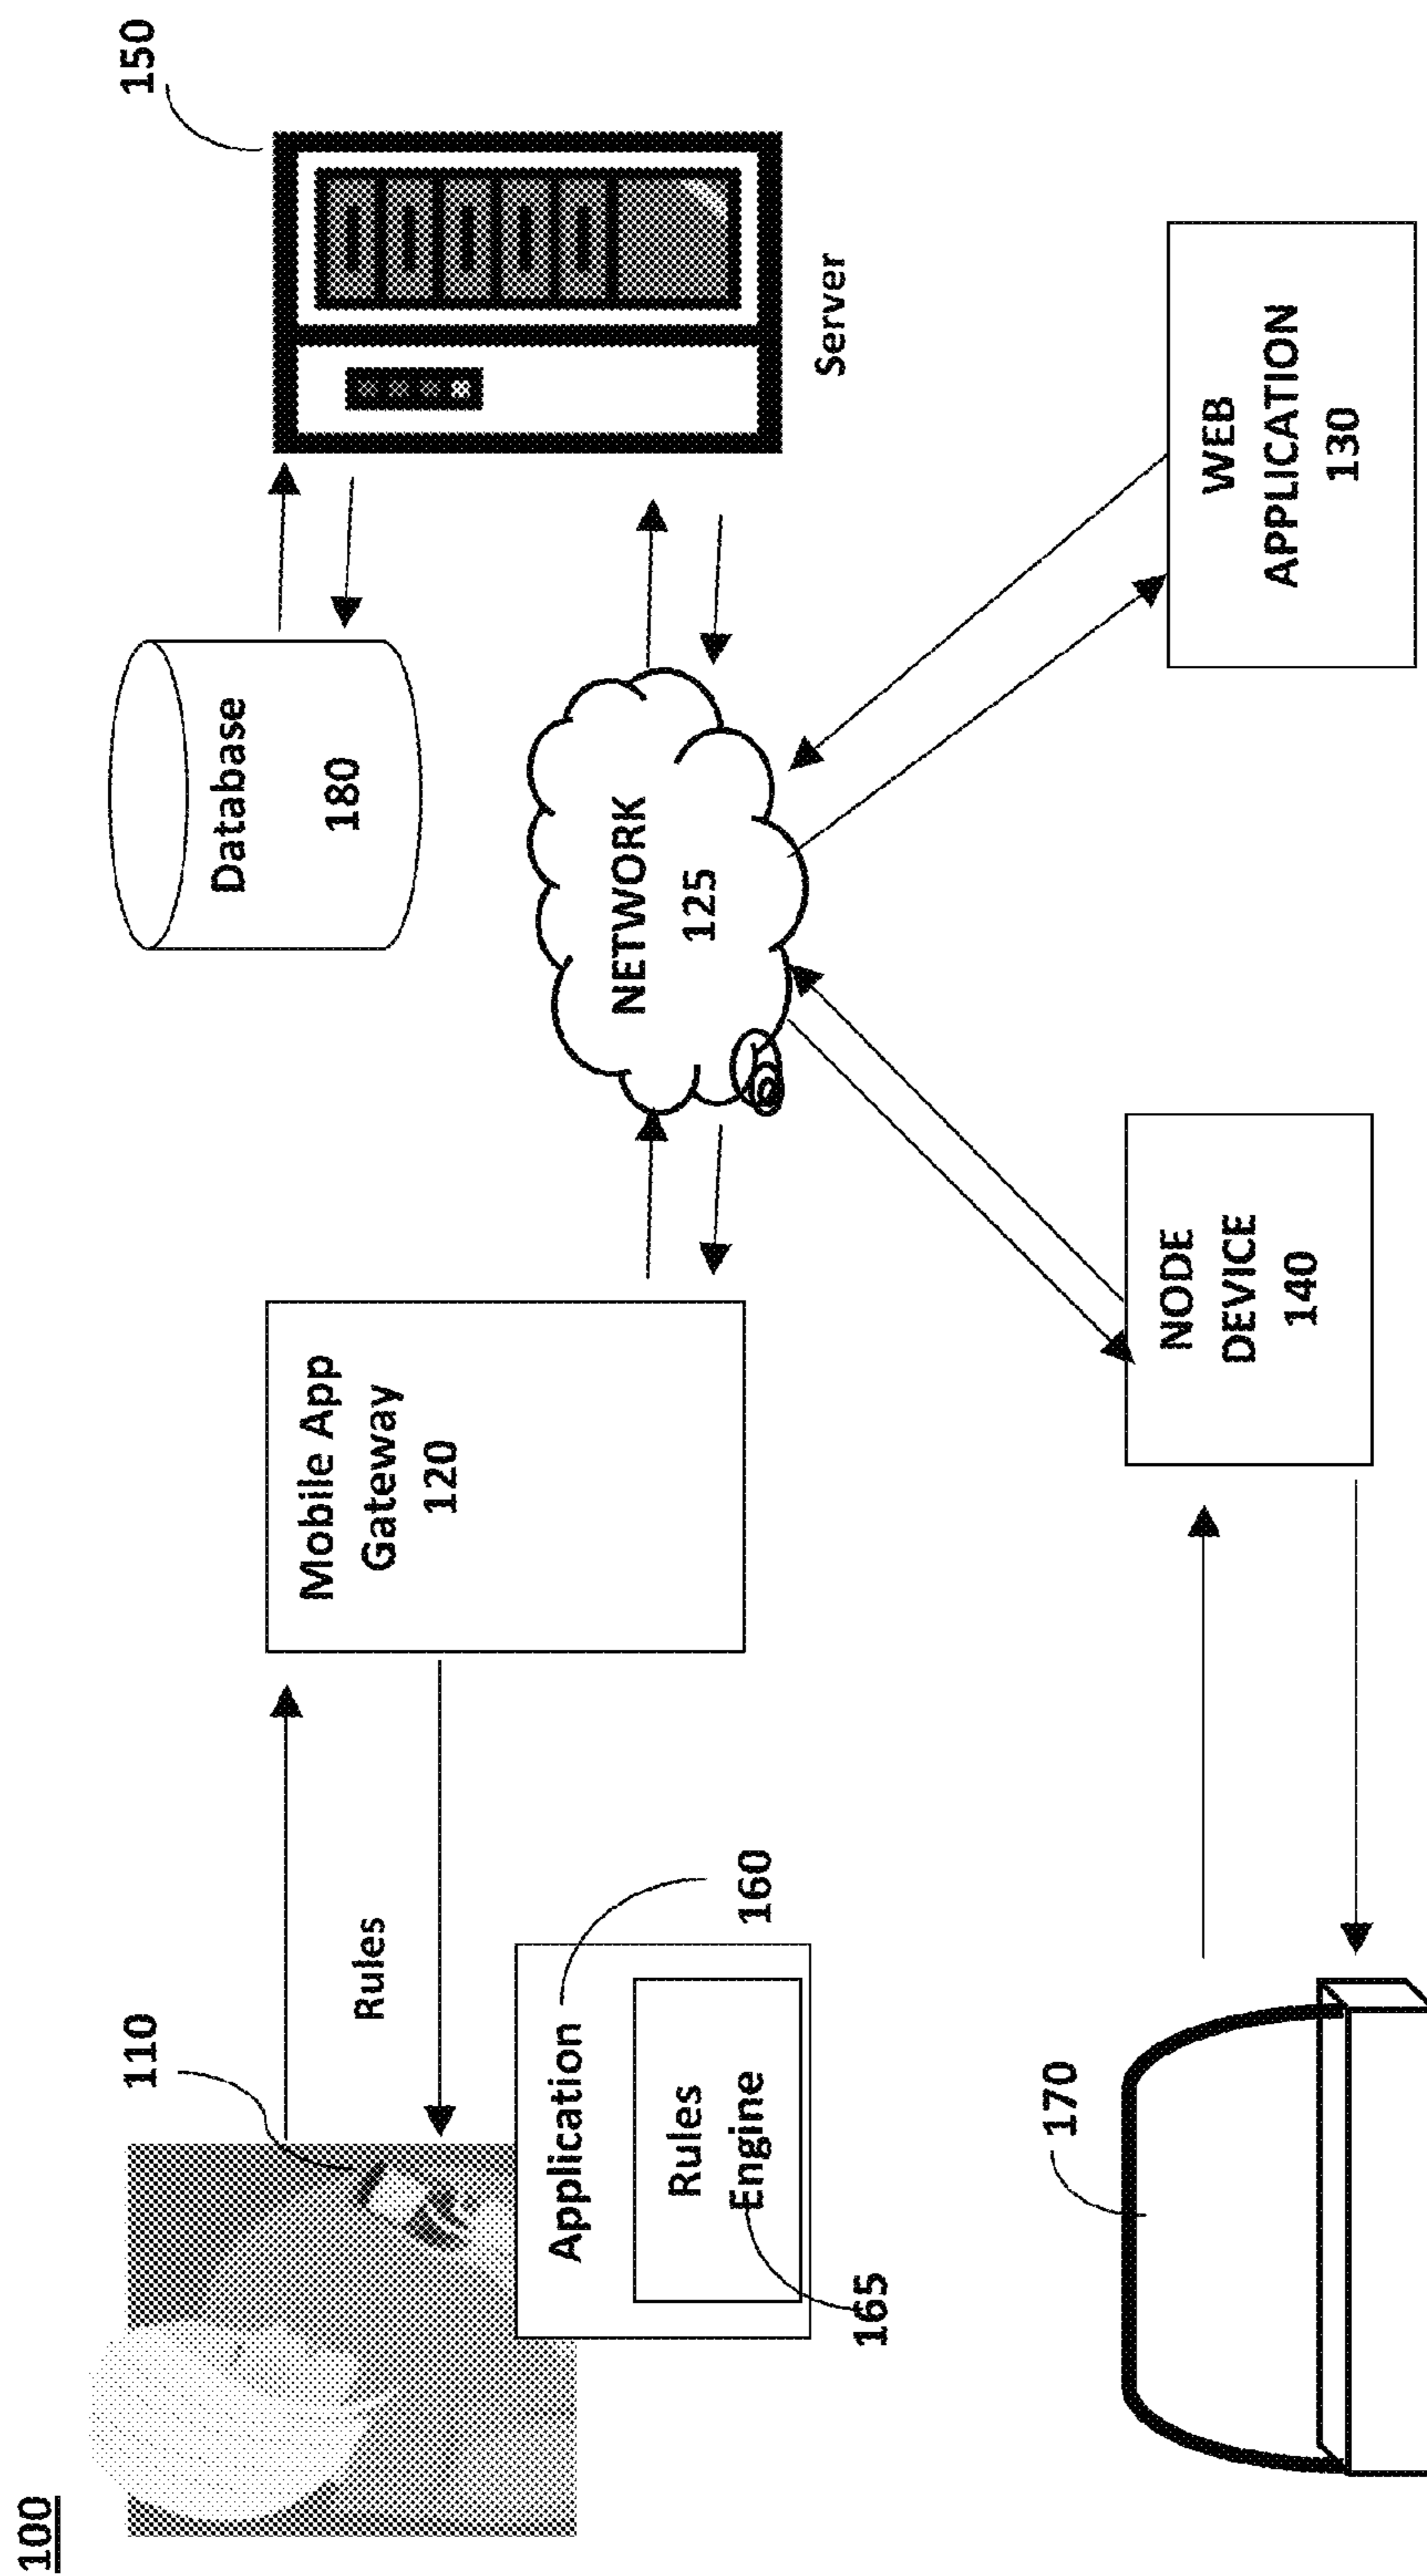 100
110
Rules
Application
160
Rules
Engine
165
Mobile App
Gateway
120
Database
180
NETWORK
125
150
Server
170
NODE
DEVICE
140
WEB
APPLICATION
130